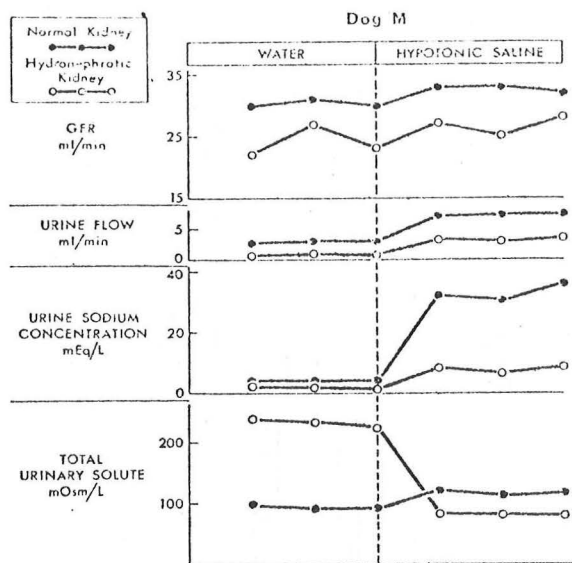 Dog M
Normal Kidney
Hydronephrotic
Kidney
WATER
HYPOTONIC SALINE
35
GFR
ml/min
25
15
URINE FLOW
ml/min
5
0
40
URINE SODIUM
CONCENTRATION
mEq/L
20
0
200
TOTAL
URINARY SOLUTE
mOsm/L
100